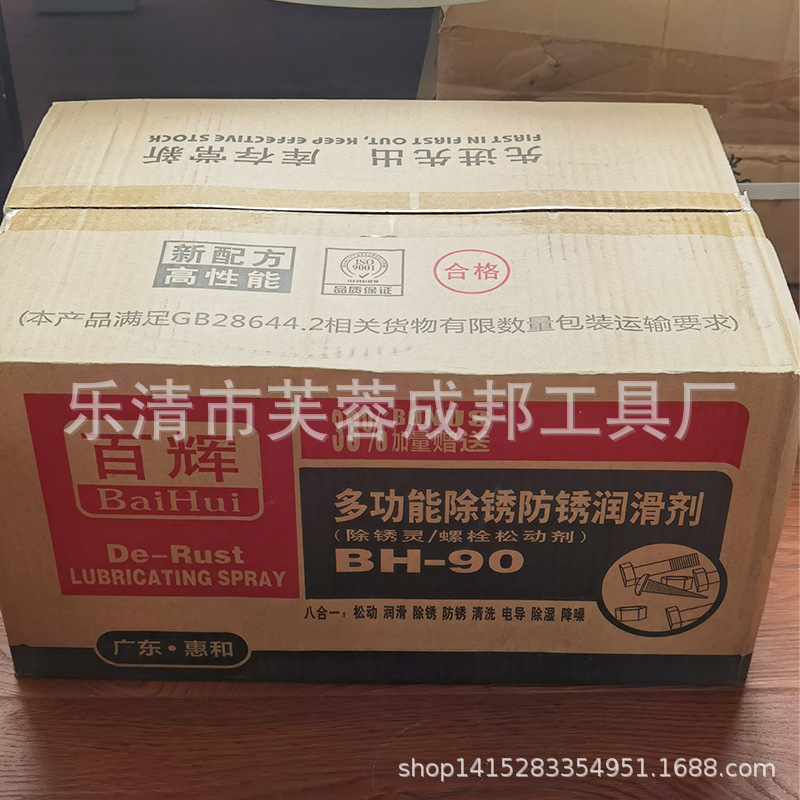 先进先出 库存常新
FIRST IN FIRST OUT, KEEP EFFECTIVE STOCK
新配方
高性能
ISO
9001
品质保证
合格
(本产品满足GB28644.2相关货物有限数量包装运输要求)
乐清市芙蓉成邦工具厂
BONUS
加量赠送
百辉
BaiHui
De-Rust
LUBRICATING SPRAY
多功能除锈防锈润滑剂
(除锈灵/螺栓松动剂)
BH-90
八合一：松动 润滑 除锈 防锈 清洗 电导 除湿 降噪
广东·惠和
shop1415283354951.1688.com